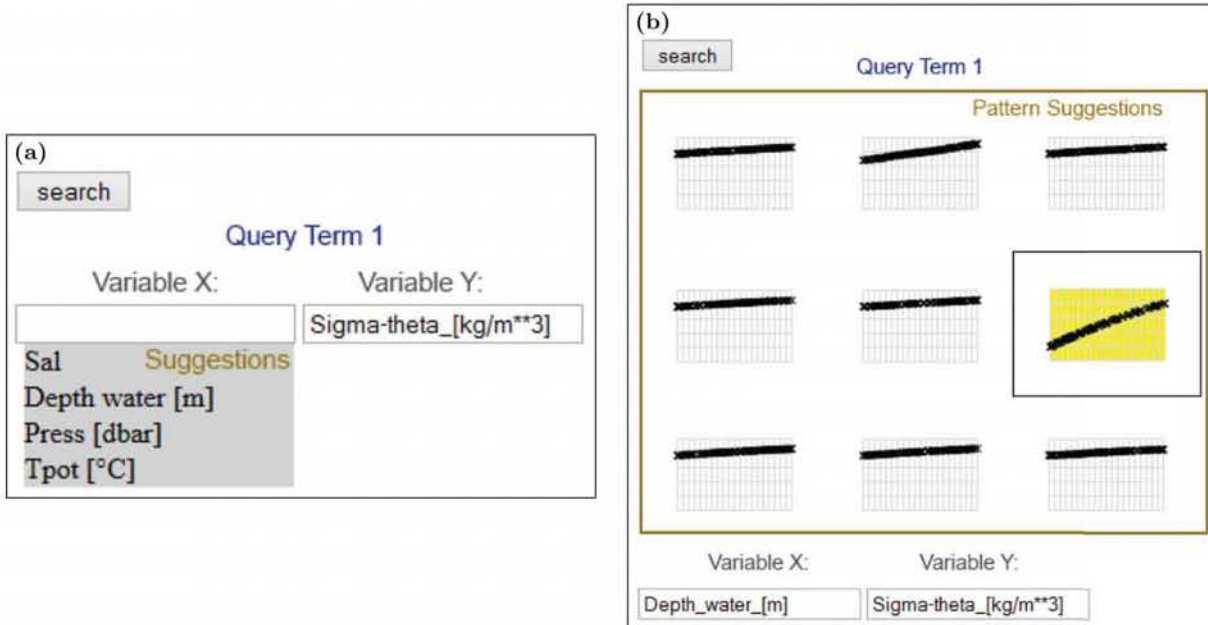 (a)
search
Query Term 1
Variable X: Variable Y:
Sigma-theta_[kg/m**3]
Sal Suggestions
Depth water [m]
Press [dbar]
Tpot [°C]
(b)
search
Query Term 1
Pattern Suggestions
Variable X: Variable Y:
Depth_water_[m] Sigma-theta_[kg/m**3]